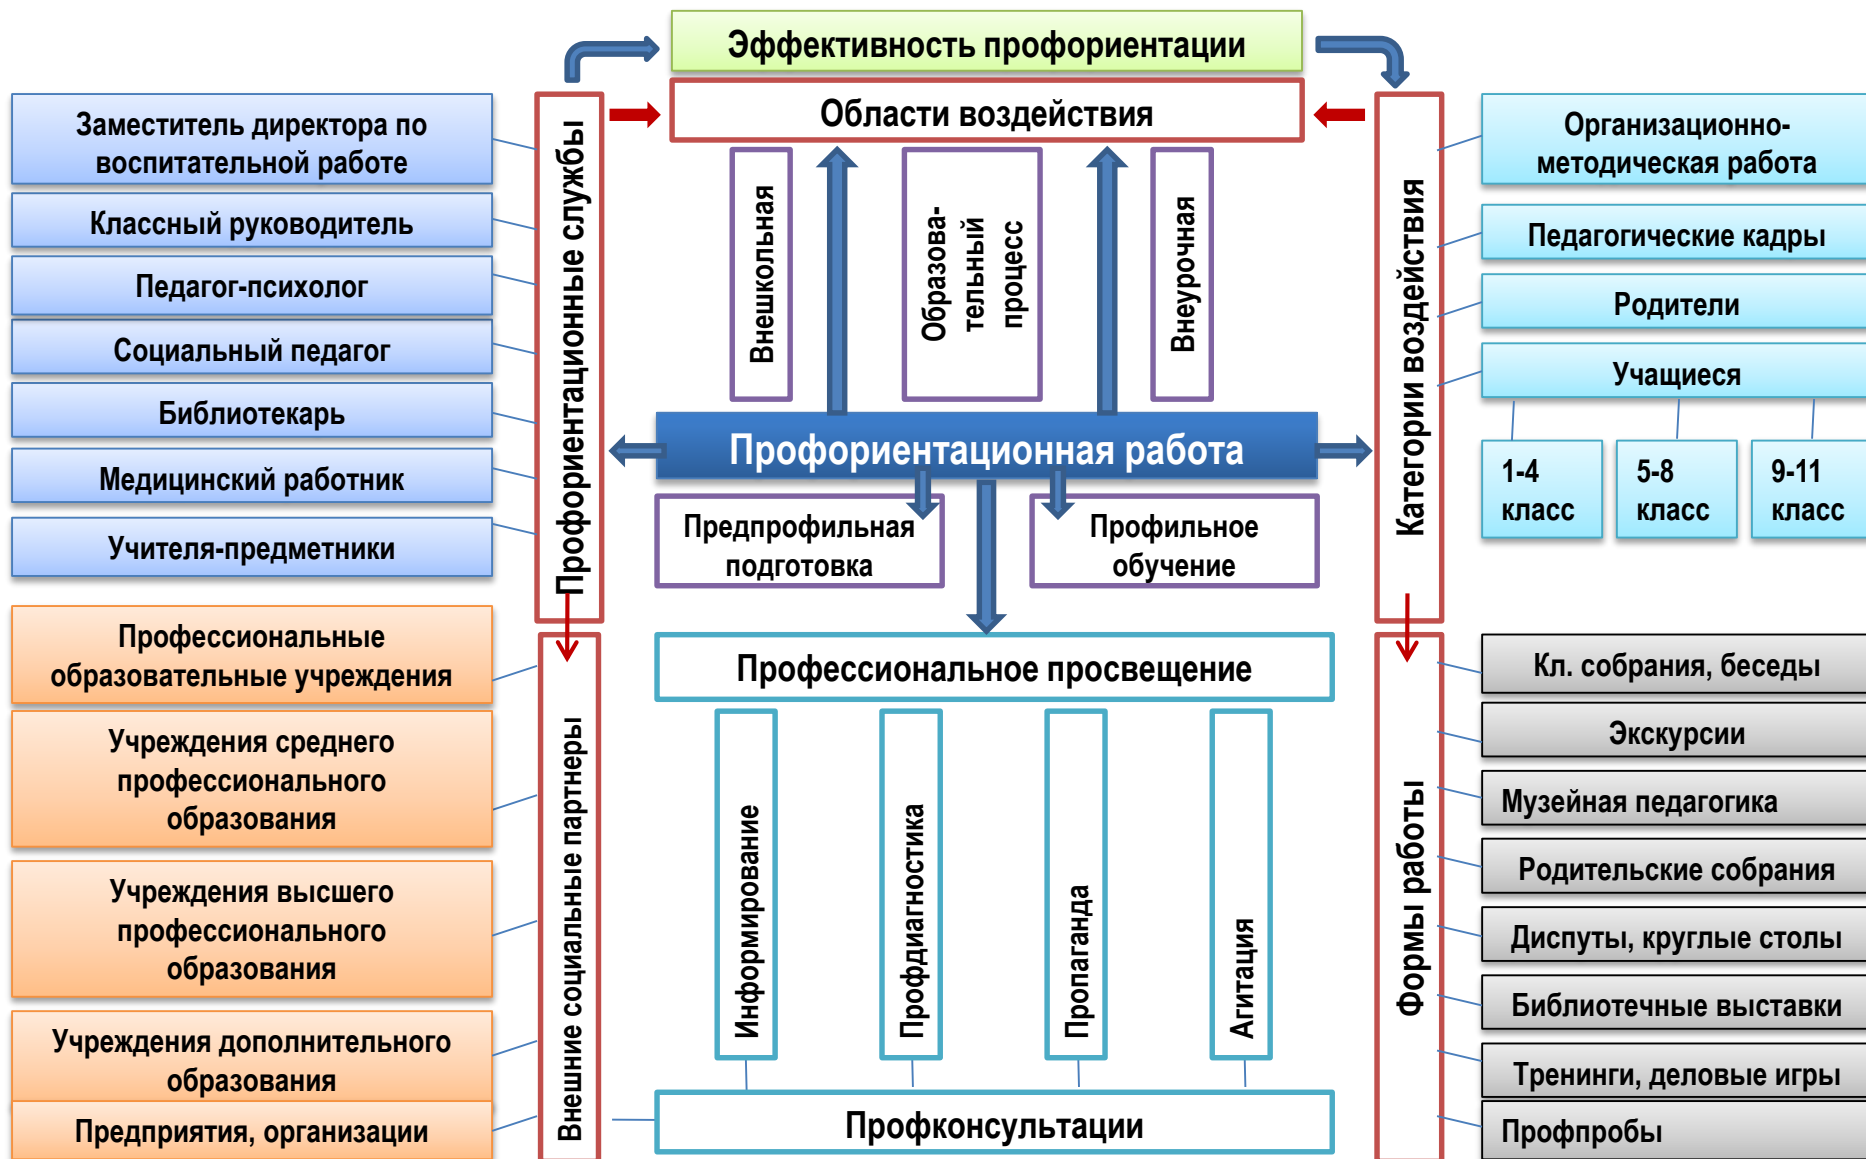 Эффективность профориентации
Области воздействия
Внешкольная
Образова-
тельный
процесс
Внеурочная
Профориентационная работа
Предпрофильная
подготовка
Профильное
обучение
Профессиональное просвещение
Информирование
Профдиагностика
Пропаганда
Агитация
Профконсультации
Профориентационные службы
Заместитель директора по
воспитательной работе
Классный руководитель
Педагог-психолог
Социальный педагог
Библиотекарь
Медицинский работник
Учителя-предметники
Внешние социальные партнеры
Профессиональные
образовательные учреждения
Учреждения среднего
профессионального
образования
Учреждения высшего
профессионального
образования
Учреждения дополнительного
образования
Предприятия, организации
Категории воздействия
Организационно-
методическая работа
Педагогические кадры
Родители
Учащиеся
1-4
класс
5-8
класс
9-11
класс
Формы работы
Кл. собрания, беседы
Экскурсии
Музейная педагогика
Родительские собрания
Диспуты, круглые столы
Библиотечные выставки
Тренинги, деловые игры
Профпробы